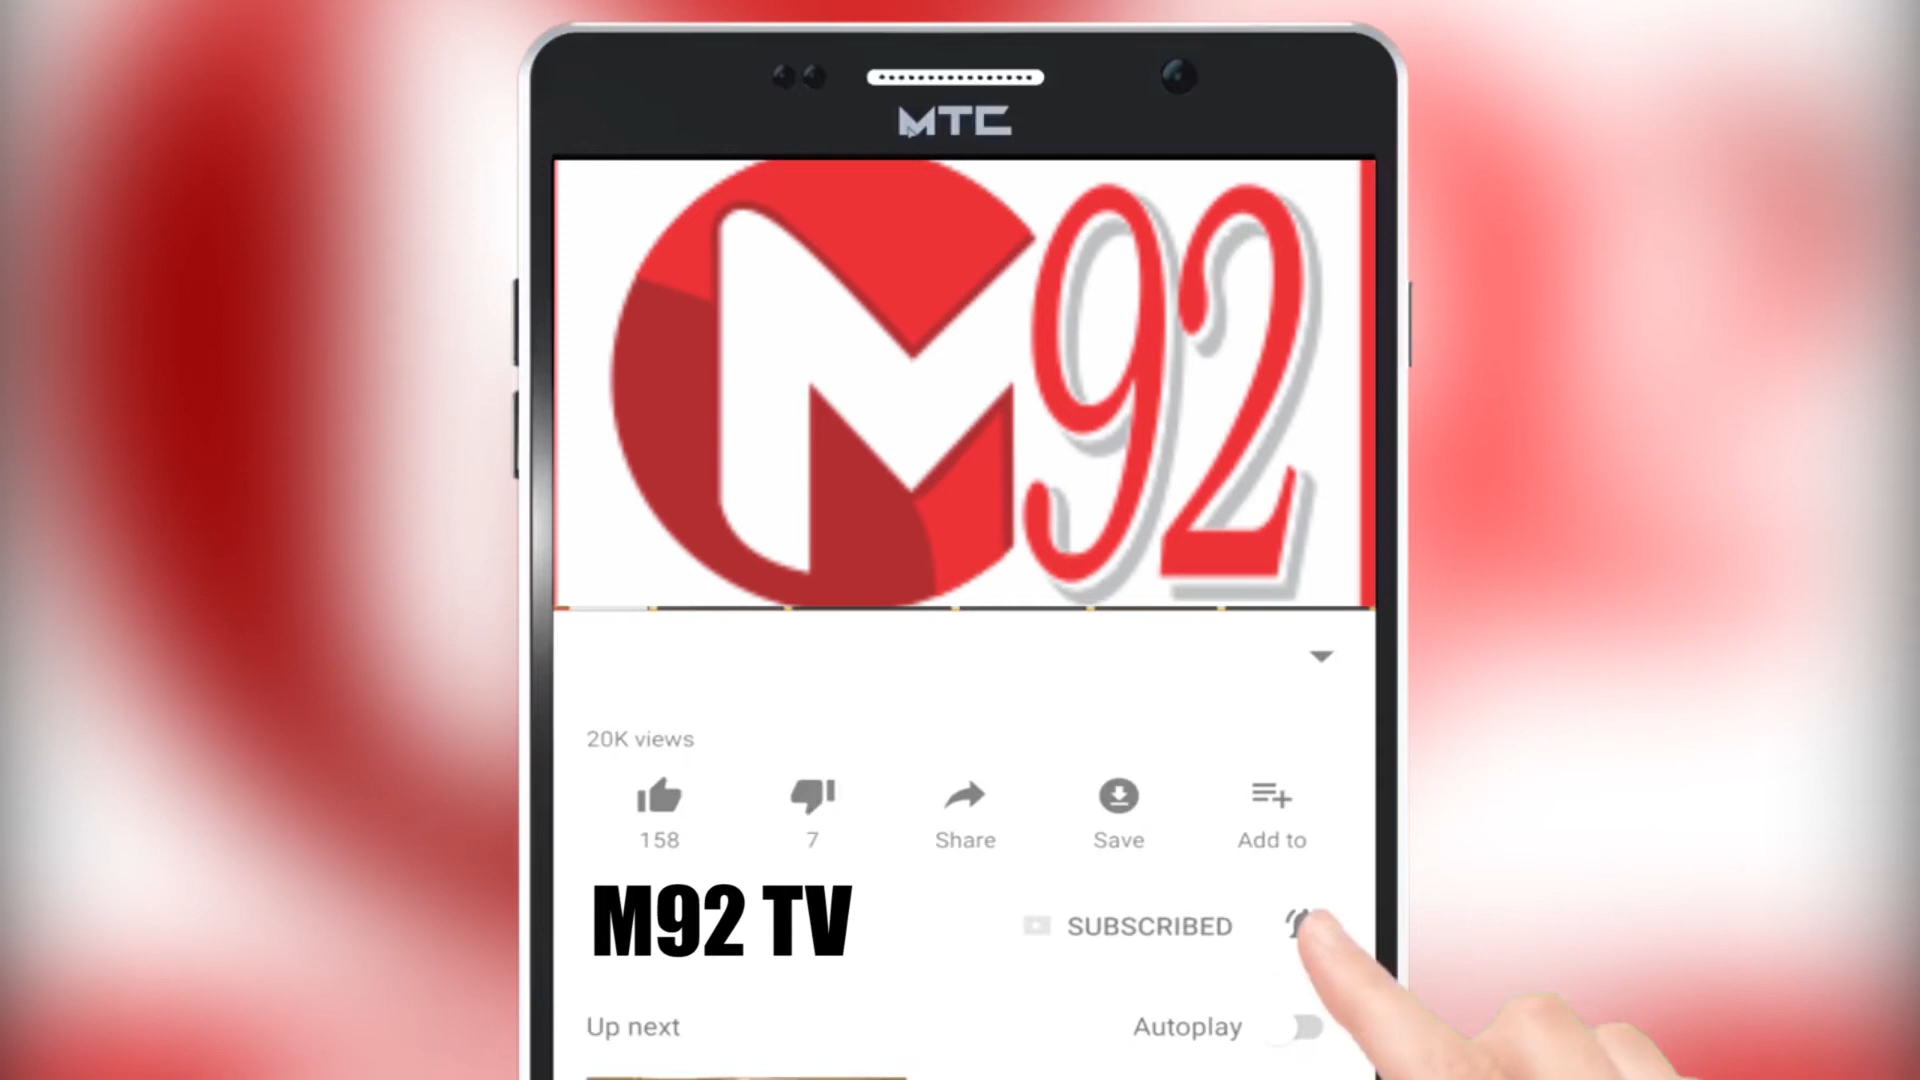 MTC
M92
20K views
158
7
Share
Save
Add to
M92 TV
SUBSCRIBED
Up next
Autoplay